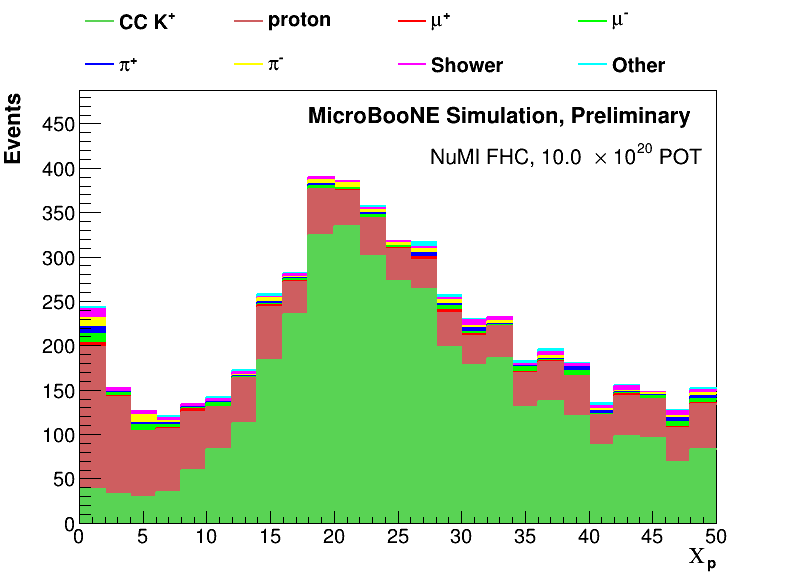 CC K⁺ proton μ⁺ μ⁻
π⁺ π⁻ Shower Other
MicroBooNE Simulation, Preliminary
NuMI FHC, 10.0 ×10²⁰ POT
Events
450
400
350
300
250
200
150
100
50
0
0 5 10 15 20 25 30 35 40 45 50
Χₚ